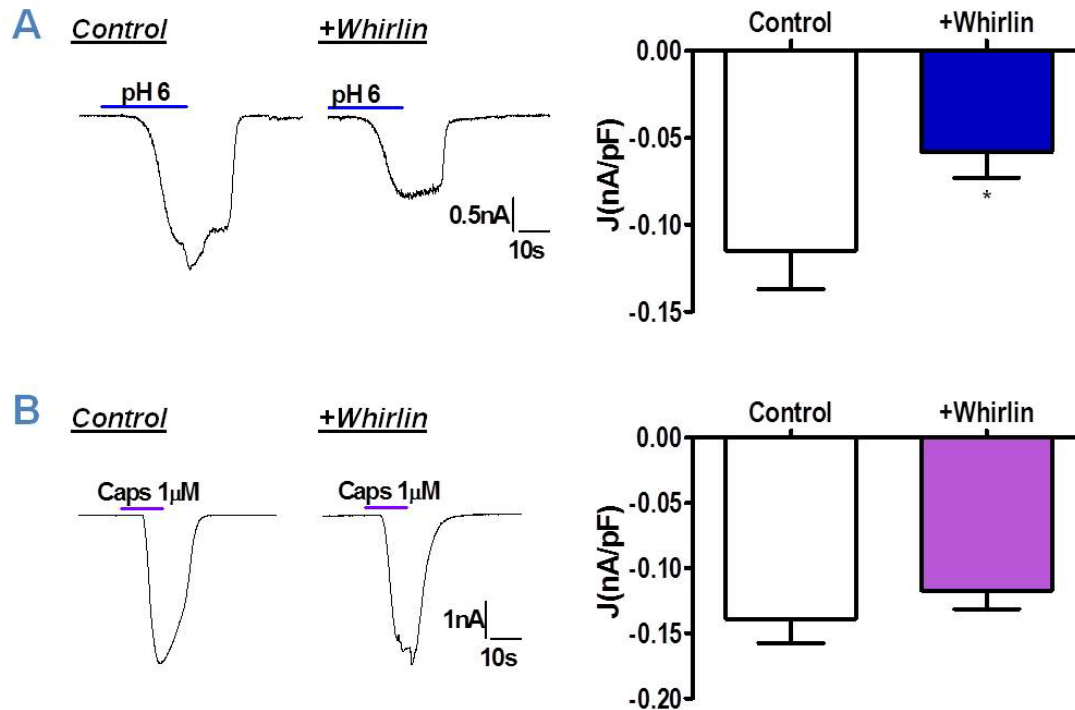 A
Control
+Whirlin
pH 6
pH 6
0.5nA
10s
Control
+Whirlin
0.00
-0.05
-0.10
-0.15
J(nA/pF)
*
B
Control
+Whirlin
Caps 1μM
Caps 1μM
1nA
10s
Control
+Whirlin
0.00
-0.05
-0.10
-0.15
-0.20
J(nA/pF)